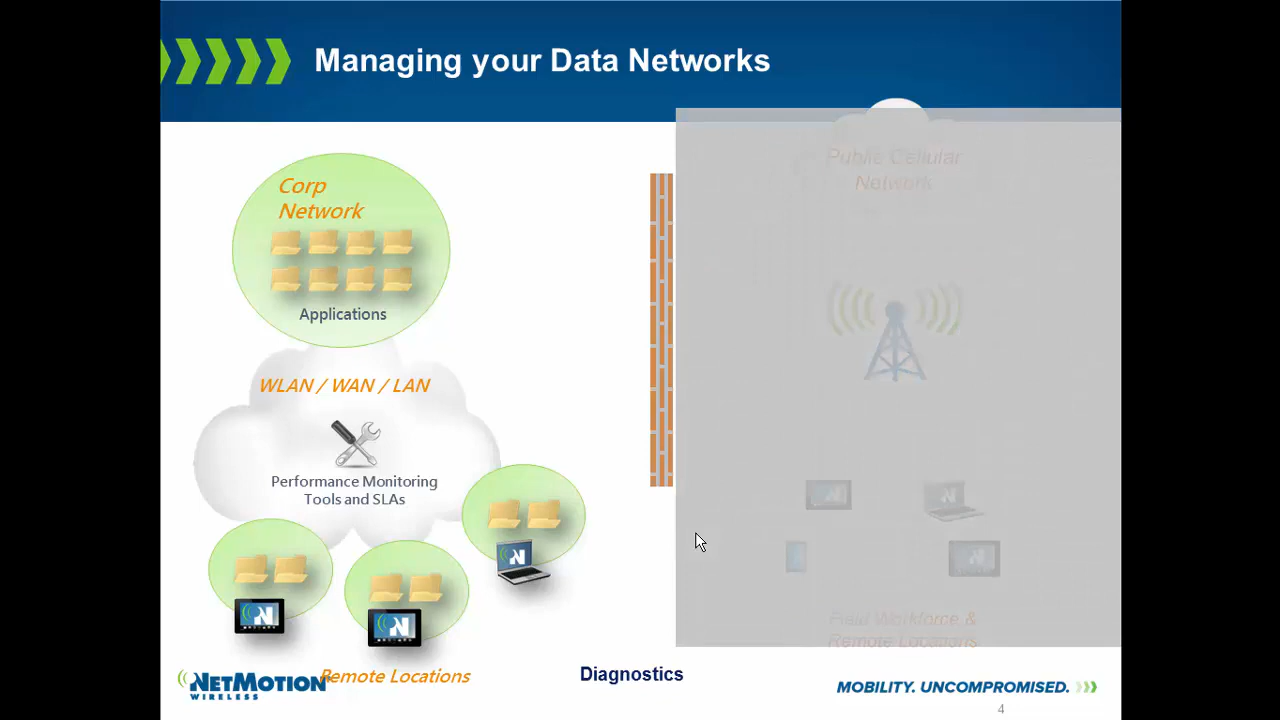 Managing your Data Networks
Corp
Network
Applications
WLAN / WAN / LAN
Performance Monitoring
Tools and SLAs
Remote Locations
Public Cellular
Network
Field Workforce &
Remote Locations
NETMOTION
WIRELESS
Diagnostics
MOBILITY. UNCOMPROMISED.
4